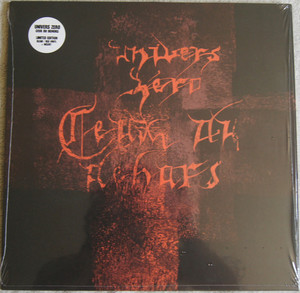 UNIVERS ZERO
CEUX DU DEHORS
LIMITED EDITION
univers
zero
Ceux du
dehors